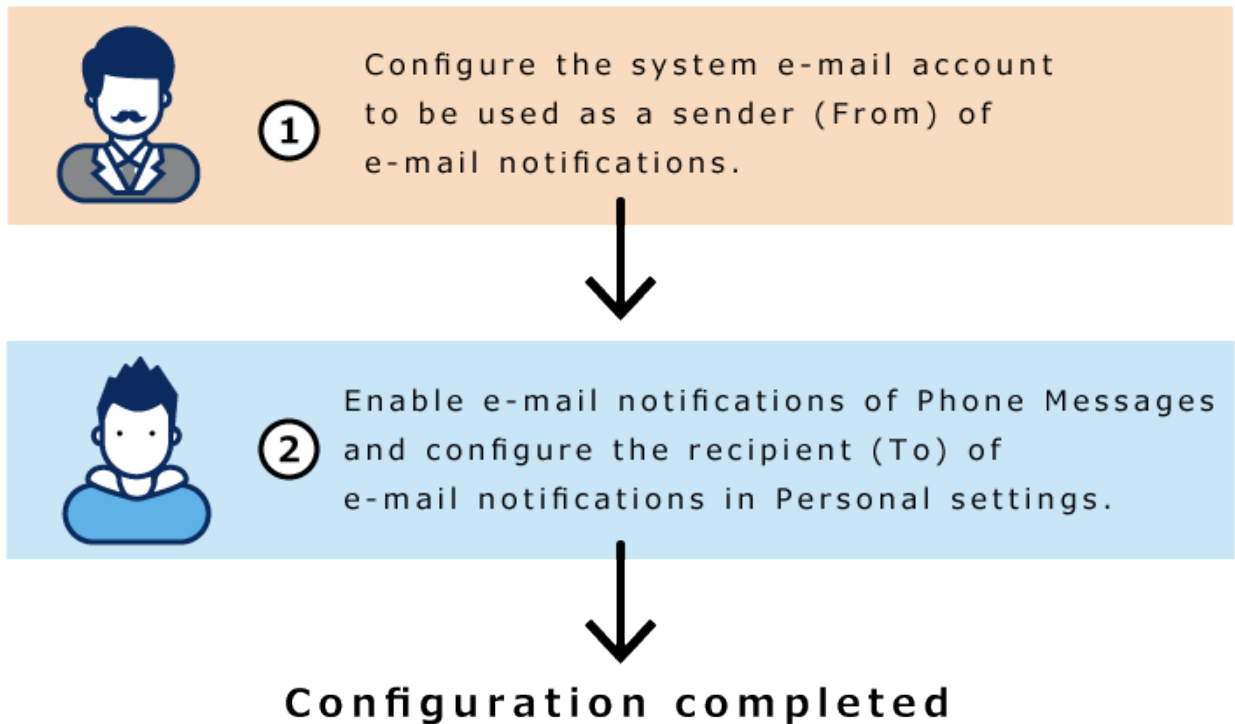 1
Configure the system e-mail account
to be used as a sender (From) of
e-mail notifications.
2
Enable e-mail notifications of Phone Messages
and configure the recipient (To) of
e-mail notifications in Personal settings.
Configuration completed